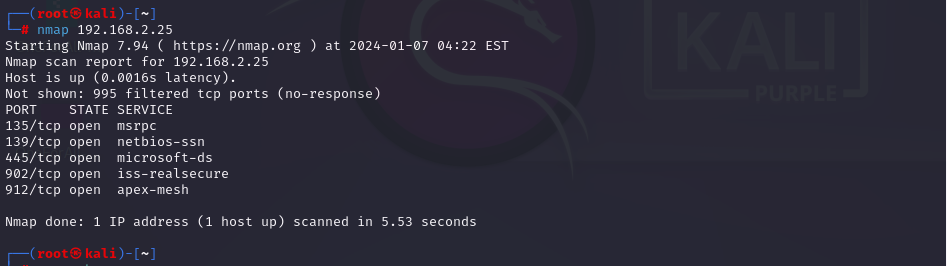 ┌──(root㉿kali)-[~]
└─# nmap 192.168.2.25
Starting Nmap 7.94 ( https://nmap.org ) at 2024-01-07 04:22 EST
Nmap scan report for 192.168.2.25
Host is up (0.0016s latency).
Not shown: 995 filtered tcp ports (no-response)
PORT    STATE SERVICE
135/tcp open  msrpc
139/tcp open  netbios-ssn
445/tcp open  microsoft-ds
902/tcp open  iss-realsecure
912/tcp open  apex-mesh

Nmap done: 1 IP address (1 host up) scanned in 5.53 seconds

┌──(root㉿kali)-[~]
KALI
PURPLE